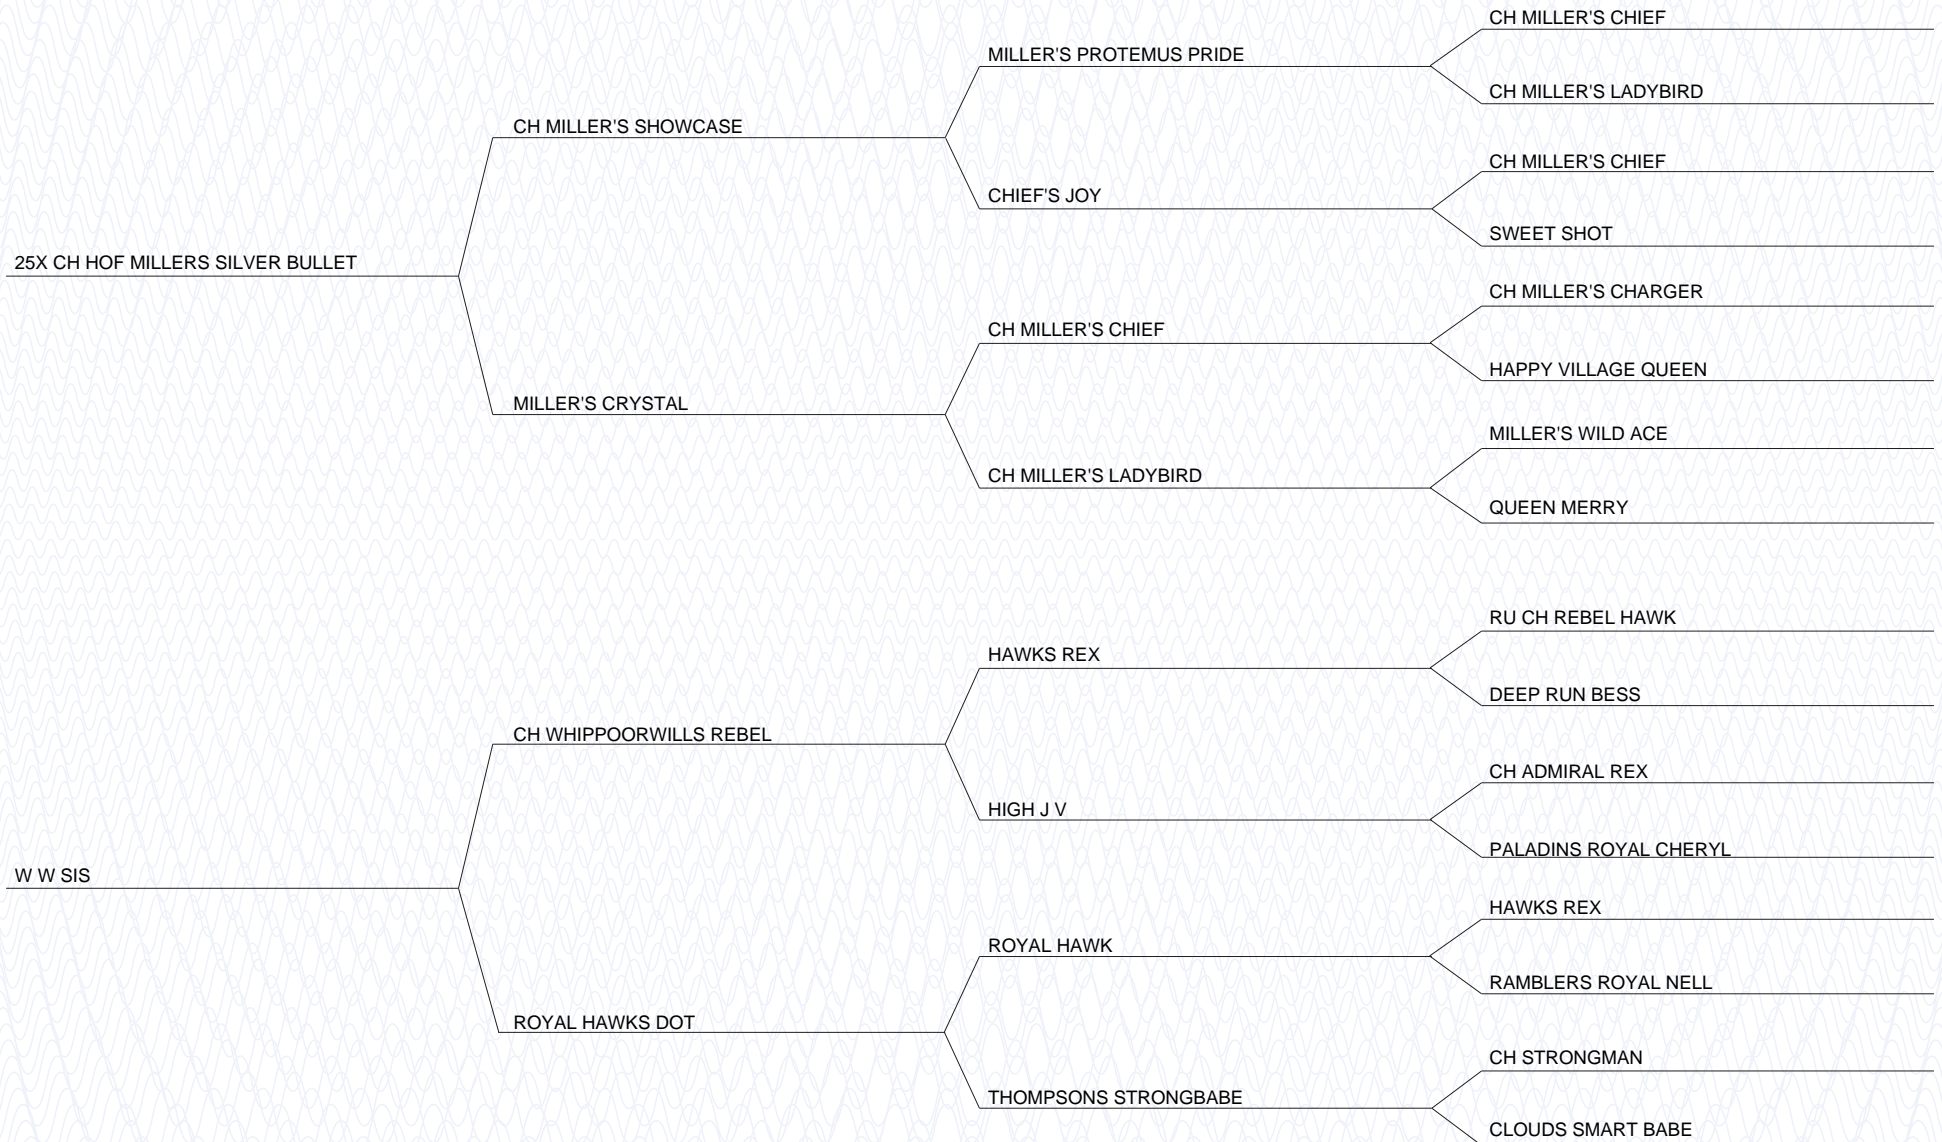 CH MILLER'S CHIEF
MILLER'S PROTEMUS PRIDE
CH MILLER'S LADYBIRD
CH MILLER'S SHOWCASE
CH MILLER'S CHIEF
CHIEF'S JOY
SWEET SHOT
25X CH HOF MILLERS SILVER BULLET
CH MILLER'S CHARGER
CH MILLER'S CHIEF
HAPPY VILLAGE QUEEN
MILLER'S CRYSTAL
MILLER'S WILD ACE
CH MILLER'S LADYBIRD
QUEEN MERRY
RU CH REBEL HAWK
HAWKS REX
DEEP RUN BESS
CH WHIPPOORWILLS REBEL
CH ADMIRAL REX
HIGH J V
PALADINS ROYAL CHERYL
W W SIS
HAWKS REX
ROYAL HAWK
RAMBLERS ROYAL NELL
ROYAL HAWKS DOT
CH STRONGMAN
THOMPSONS STRONGBABE
CLOUDS SMART BABE